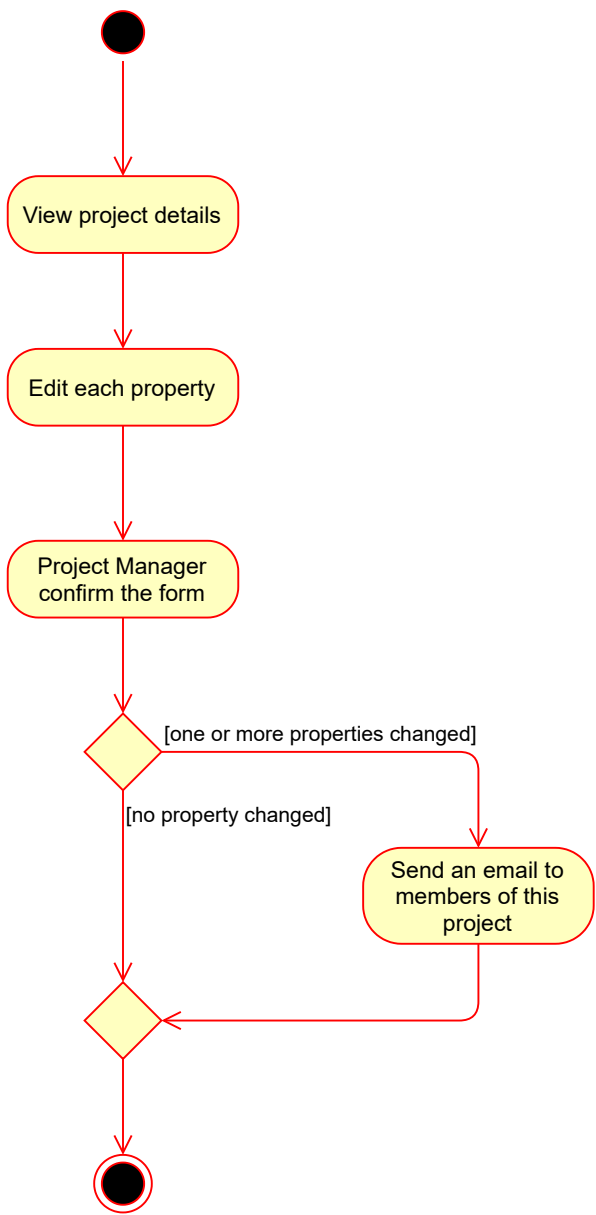 View project details
Edit each property
Project Manager
confirm the form
[one or more properties changed]
[no property changed]
Send an email to
members of this
project